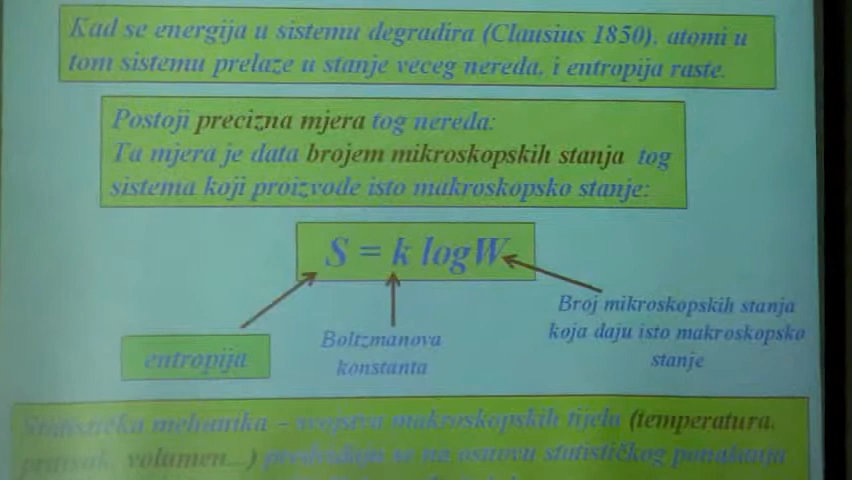 Kad se energija u sistemu degradira (Clausius 1850), atomi u
tom sistemu prelaze u stanje veceg nereda, i entropija raste.
Postoji precizna mjera tog nereda:
Ta mjera je data brojem mikroskopskih stanja tog
sistema koji proizvode isto makroskopsko stanje:
S = k logW
entropija
Boltzmanova
konstanta
Broj mikroskopskih stanja
koja daju isto makroskopsko
stanje
Statistička mehanika – svojstva makroskopskih tijela (temperatura,
pritisak, volumen...) predviđaju se na osnovu statističkog ponašanja